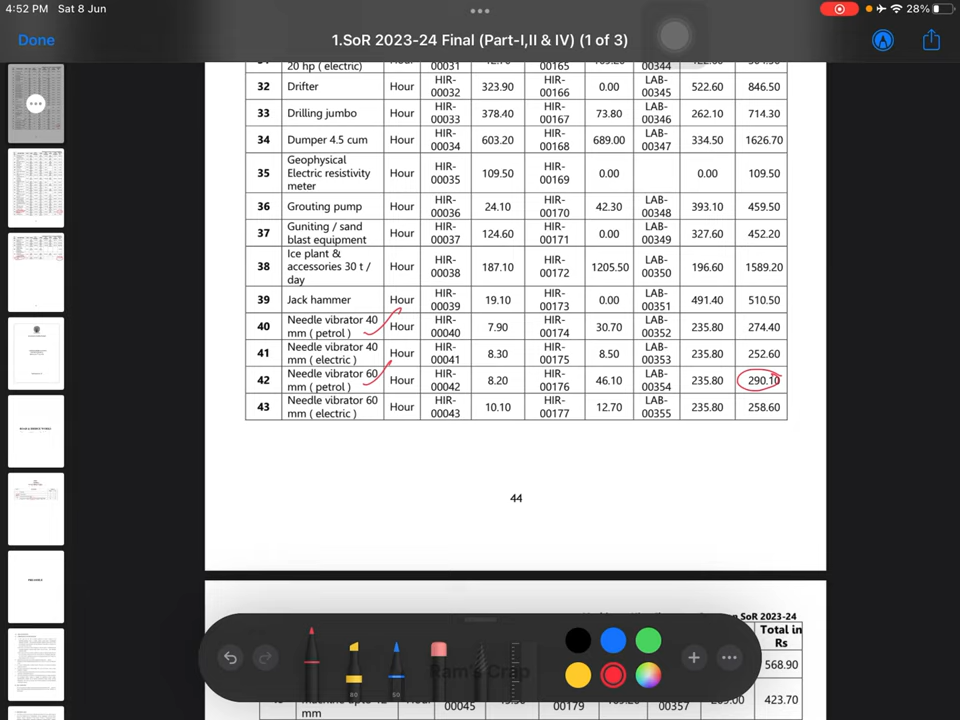 4:52 PM Sat 8 Jun
28%
Done
1.SoR 2023-24 Final (Part-I,II & IV) (1 of 3)
20 hp ( electric) 00031 00165 00344
32 Drifter Hour HIR-00032 323.90 HIR-00166 0.00 LAB-00345 522.60 846.50
33 Drilling jumbo Hour HIR-00033 378.40 HIR-00167 73.80 LAB-00346 262.10 714.30
34 Dumper 4.5 cum Hour HIR-00034 603.20 HIR-00168 689.00 LAB-00347 334.50 1626.70
35 Geophysical Electric resistivity meter Hour HIR-00035 109.50 HIR-00169 0.00 0.00 109.50
36 Grouting pump Hour HIR-00036 24.10 HIR-00170 42.30 LAB-00348 393.10 459.50
37 Guniting / sand blast equipment Hour HIR-00037 124.60 HIR-00171 0.00 LAB-00349 327.60 452.20
38 Ice plant & accessories 30 t / day Hour HIR-00038 187.10 HIR-00172 1205.50 LAB-00350 196.60 1589.20
39 Jack hammer Hour HIR-00039 19.10 HIR-00173 0.00 LAB-00351 491.40 510.50
40 Needle vibrator 40 mm ( petrol ) Hour HIR-00040 7.90 HIR-00174 30.70 LAB-00352 235.80 274.40
41 Needle vibrator 40 mm ( electric ) Hour HIR-00041 8.30 HIR-00175 8.50 LAB-00353 235.80 252.60
42 Needle vibrator 60 mm ( petrol ) Hour HIR-00042 8.20 HIR-00176 46.10 LAB-00354 235.80 290.10
43 Needle vibrator 60 mm ( electric ) Hour HIR-00043 10.10 HIR-00177 12.70 LAB-00355 235.80 258.60
44
SoR 2023-24
Total in Rs
568.90
Ram's Crep
80
50
mm 00045 00179 00357 423.70